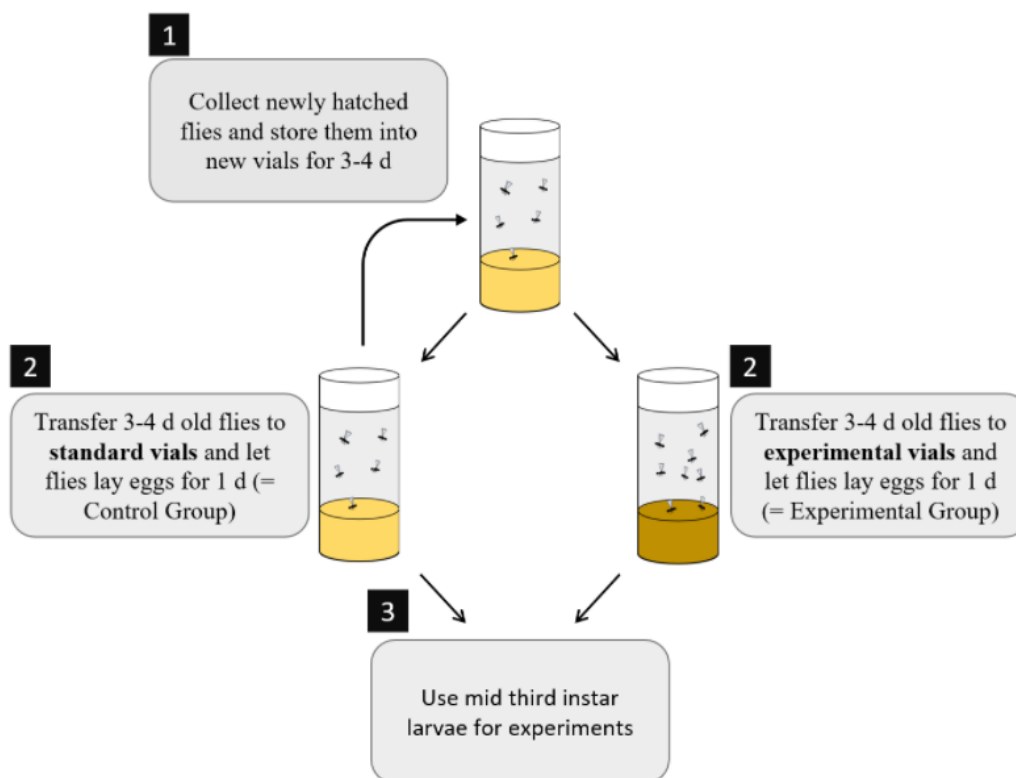 1
Collect newly hatched
flies and store them into
new vials for 3-4 d
2
Transfer 3-4 d old flies to
standard vials and let
flies lay eggs for 1 d (=
Control Group)
2
Transfer 3-4 d old flies to
experimental vials and
let flies lay eggs for 1 d
(= Experimental Group)
3
Use mid third instar
larvae for experiments